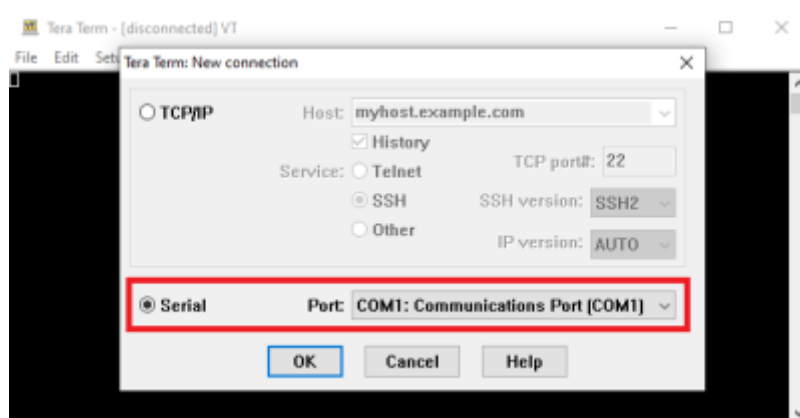 Tera Term - [disconnected] VT
File Edit Set
Tera Term: New connection
TCP/IP Host: myhost.example.com
History
Service: Telnet TCP port#: 22
SSH SSH version: SSH2
Other IP version: AUTO
Serial Port: COM1: Communications Port (COM1)
OK Cancel Help